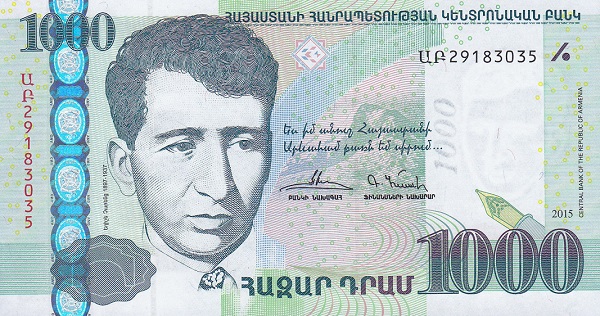 1000
ՀԱՅԱՍՏԱՆԻ ՀԱՆՐԱՊԵՏՈՒԹՅԱՆ ԿԵՆՏՐՈՆԱԿԱՆ ԲԱՆԿ
ԱԲ29183035
ԱԲ29183035
Ես իմ անուշ Հայաստանի
Արևահամ բառն եմ սիրում...
1000
ԲԱՆԿԻ ՆԱԽԱԳԱՀ
ՖԻՆԱՆՍՆԵՐԻ ՆԱԽԱՐԱՐ
Եղիշե Չարենց 1897-1937
CENTRAL BANK OF THE REPUBLIC OF ARMENIA
2015
1000
ՀԱԶԱՐ ԴՐԱՄ